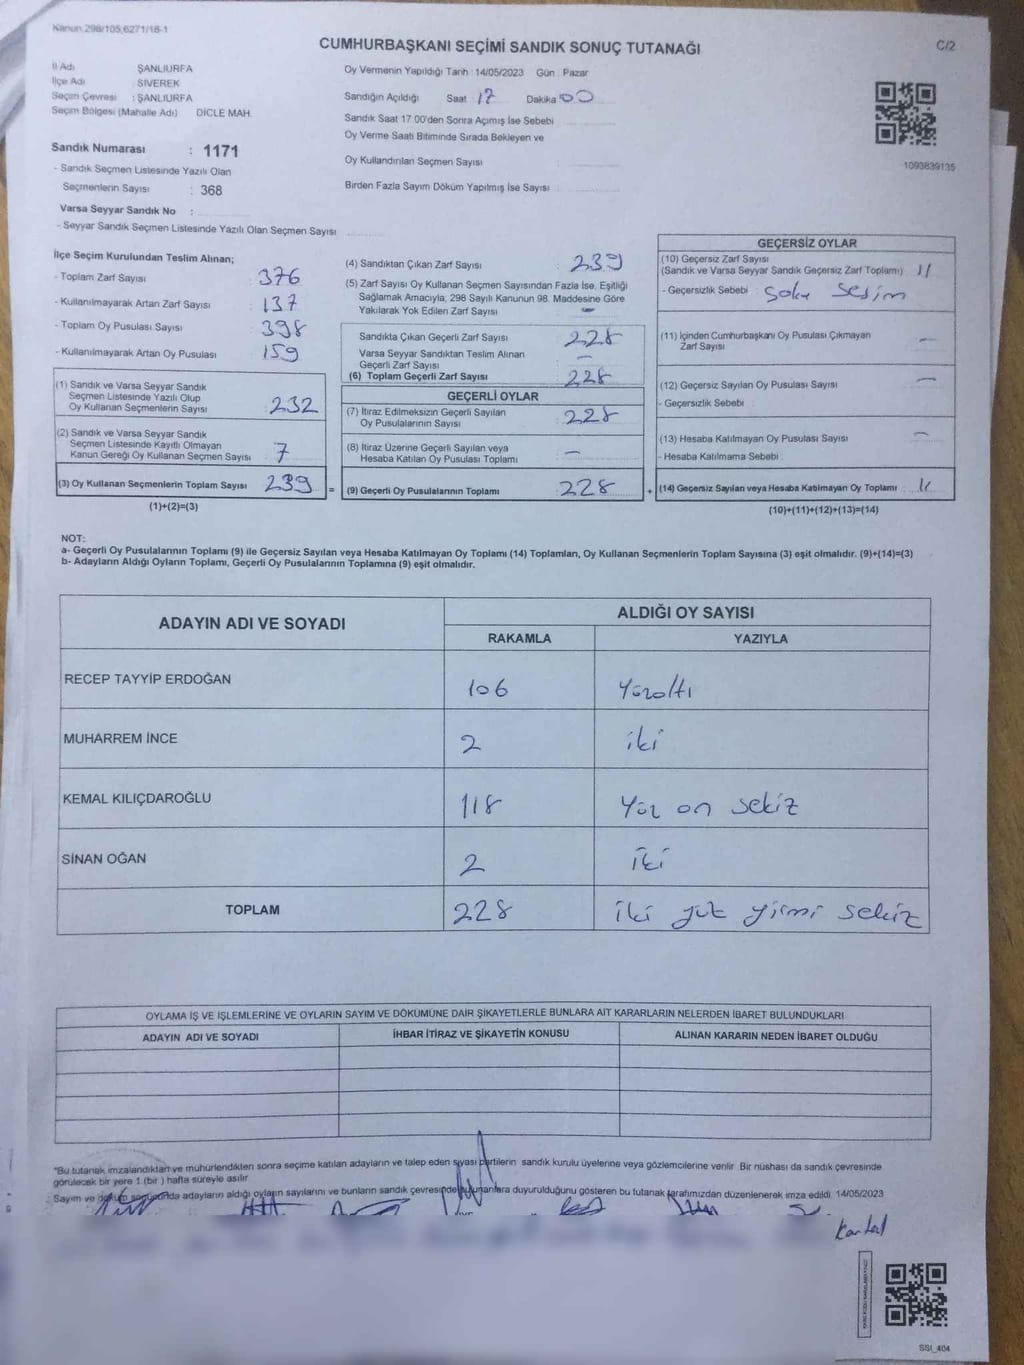 Kanun 298/105,6271/18-1
CUMHURBAŞKANI SEÇİMİ SANDIK SONUÇ TUTANAĞI
C/2
İl Adı : ŞANLIURFA
İlçe Adı : SİVEREK
Seçim Çevresi : ŞANLIURFA
Seçim Bölgesi (Mahalle Adı) DİCLE MAH.
Sandık Numarası : 1171
- Sandık Seçmen Listesinde Yazılı Olan
Seçmenlerin Sayısı : 368
Varsa Seyyar Sandık No :
- Seyyar Sandık Seçmen Listesinde Yazılı Olan Seçmen Sayısı
Oy Vermenin Yapıldığı Tarih : 14/05/2023 Gün : Pazar
Sandığın Açıldığı Saat 17 Dakika 00
Sandık Saat 17.00'den Sonra Açımış İse Sebebi
Oy Verme Saati Bitiminde Sırada Bekleyen ve
Oy Kullandırılan Seçmen Sayısı
Birden Fazla Sayım Döküm Yapılmış İse Sayısı
1093839135
İlçe Seçim Kurulundan Teslim Alınan;
- Toplam Zarf Sayısı 376
- Kullanılmayarak Artan Zarf Sayısı 137
- Toplam Oy Pusulası Sayısı 398
- Kullanılmayarak Artan Oy Pusulası 159
(1) Sandık ve Varsa Seyyar Sandık
Seçmen Listesinde Yazılı Olup
Oy Kullanan Seçmenlerin Sayısı 232
(2) Sandık ve Varsa Seyyar Sandık
Seçmen Listesinde Kayıtlı Olmayan
Kanun Gereği Oy Kullanan Seçmen Sayısı 7
(3) Oy Kullanan Seçmenlerin Toplam Sayısı 239
(1)+(2)=(3)
(4) Sandıktan Çıkan Zarf Sayısı 239
(5) Zarf Sayısı Oy Kullanan Seçmen Sayısından Fazla İse, Eşitliği
Sağlamak Amacıyla, 298 Sayılı Kanunun 98. Maddesine Göre
Yakılarak Yok Edilen Zarf Sayısı -
Sandıkta Çıkan Geçerli Zarf Sayısı 228
Varsa Seyyar Sandıktan Teslim Alınan
Geçerli Zarf Sayısı -
(6) Toplam Geçerli Zarf Sayısı 228
GEÇERLİ OYLAR
(7) İtiraz Edilmeksizin Geçerli Sayılan
Oy Pusulalarının Sayısı 228
(8) İtiraz Üzerine Geçerli Sayılan veya
Hesaba Katılan Oy Pusulası Toplamı -
= (9) Geçerli Oy Pusulalarının Toplamı 228
GEÇERSİZ OYLAR
(10) Geçersiz Zarf Sayısı
(Sandık ve Varsa Seyyar Sandık Geçersiz Zarf Toplamı) 11
- Geçersizlik Sebebi
(11) İçinden Cumhurbaşkanı Oy Pusulası Çıkmayan
Zarf Sayısı -
(12) Geçersiz Sayılan Oy Pusulası Sayısı -
- Geçersizlik Sebebi
(13) Hesaba Katılmayan Oy Pusulası Sayısı -
- Hesaba Katılmama Sebebi
+ (14) Geçersiz Sayılan veya Hesaba Katılmayan Oy Toplamı 11
(10)+(11)+(12)+(13)=(14)
NOT:
a- Geçerli Oy Pusulalarının Toplamı (9) ile Geçersiz Sayılan veya Hesaba Katılmayan Oy Toplamı (14) Toplamları, Oy Kullanan Seçmenlerin Toplam Sayısına (3) eşit olmalıdır. (9)+(14)=(3)
b- Adayların Aldığı Oyların Toplamı, Geçerli Oy Pusulalarının Toplamına (9) eşit olmalıdır.
ADAYIN ADI VE SOYADI ALDIĞI OY SAYISI
RAKAMLA YAZIYLA
RECEP TAYYİP ERDOĞAN 106 Yüzaltı
MUHARREM İNCE 2 iki
KEMAL KILIÇDAROĞLU 118 Yüz on sekiz
SİNAN OĞAN 2 iki
TOPLAM 228 iki yüz yirmi sekiz
OYLAMA İŞ VE İŞLEMLERİNE VE OYLARIN SAYIM VE DÖKÜMÜNE DAİR ŞİKAYETLERLE BUNLARA AİT KARARLARIN NELERDEN İBARET BULUNDUKLARI
ADAYIN ADI VE SOYADI İHBAR İTİRAZ VE ŞİKAYETİN KONUSU ALINAN KARARIN NEDEN İBARET OLDUĞU
*Bu tutanak imzalandıktan ve mühürlendikten sonra seçime katılan adayların ve talep eden siyasi partilerin sandık kurulu üyelerine veya gözlemcilerine verilir. Bir nüshası da sandık çevresinde
görülecek bir yere 1 (bir) hafta süreyle asılır.
Sayım ve döküm sonucunda adayların aldığı oyların sayılarını ve bunların sandık çevresinde bulunanlara duyurulduğunu gösteren bu tutanak tarafımızdan düzenlenerek imza edildi. 14/05/2023
SSI_404